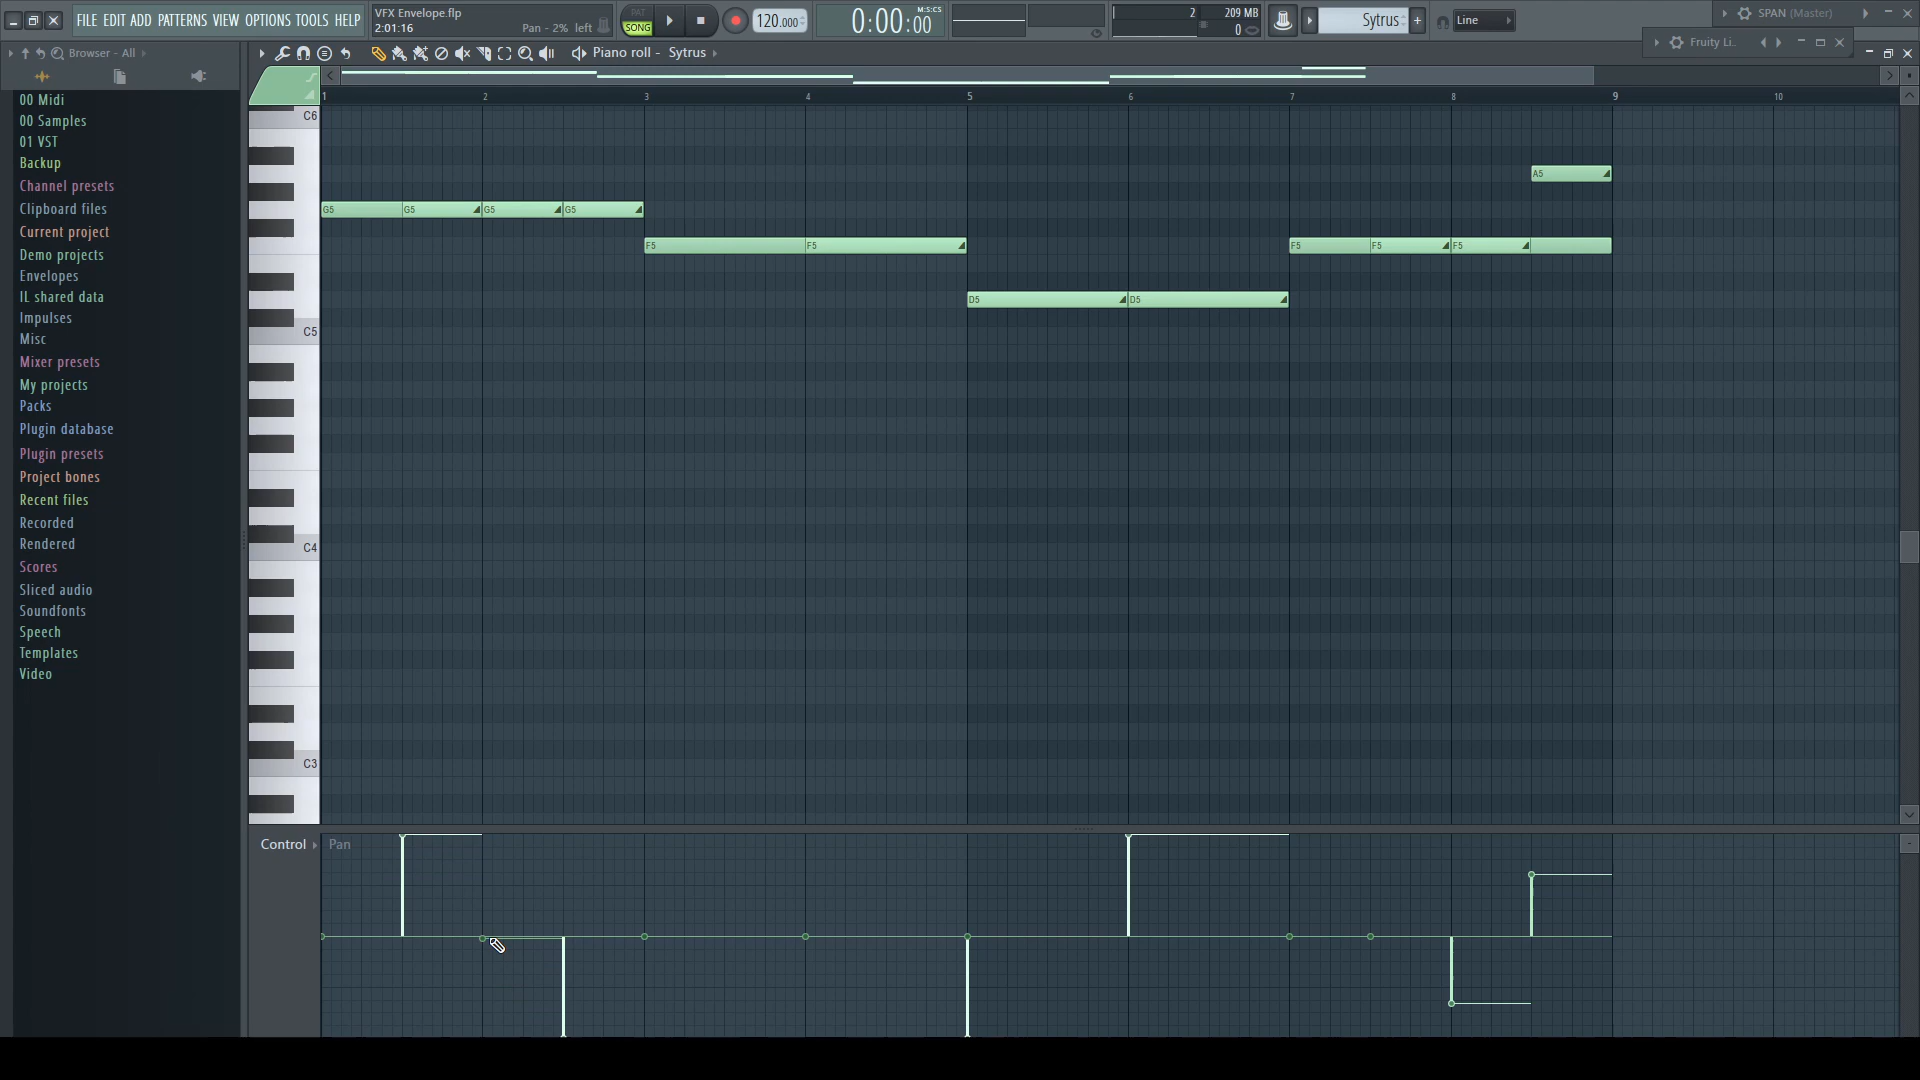 FILE EDIT ADD PATTERNS VIEW OPTIONS TOOLS HELP
VFX Envelope.flp
2:01:16
Pan - 2% left
PAT
SONG
120.000
M:S:CS
0:00:00
2
209 MB
0
Sytrus
Line
SPAN (Master)
Fruity Li..
Browser - All
Piano roll - Sytrus
00 Midi
00 Samples
01 VST
Backup
Channel presets
Clipboard files
Current project
Demo projects
Envelopes
IL shared data
Impulses
Misc
Mixer presets
My projects
Packs
Plugin database
Plugin presets
Project bones
Recent files
Recorded
Rendered
Scores
Sliced audio
Soundfonts
Speech
Templates
Video
1 2 3 4 5 6 7 8 9 10
C6
A5
G5 G5 G5 G5
F5 F5 F5 F5 F5
D5 D5
C5
C4
C3
Control
Pan